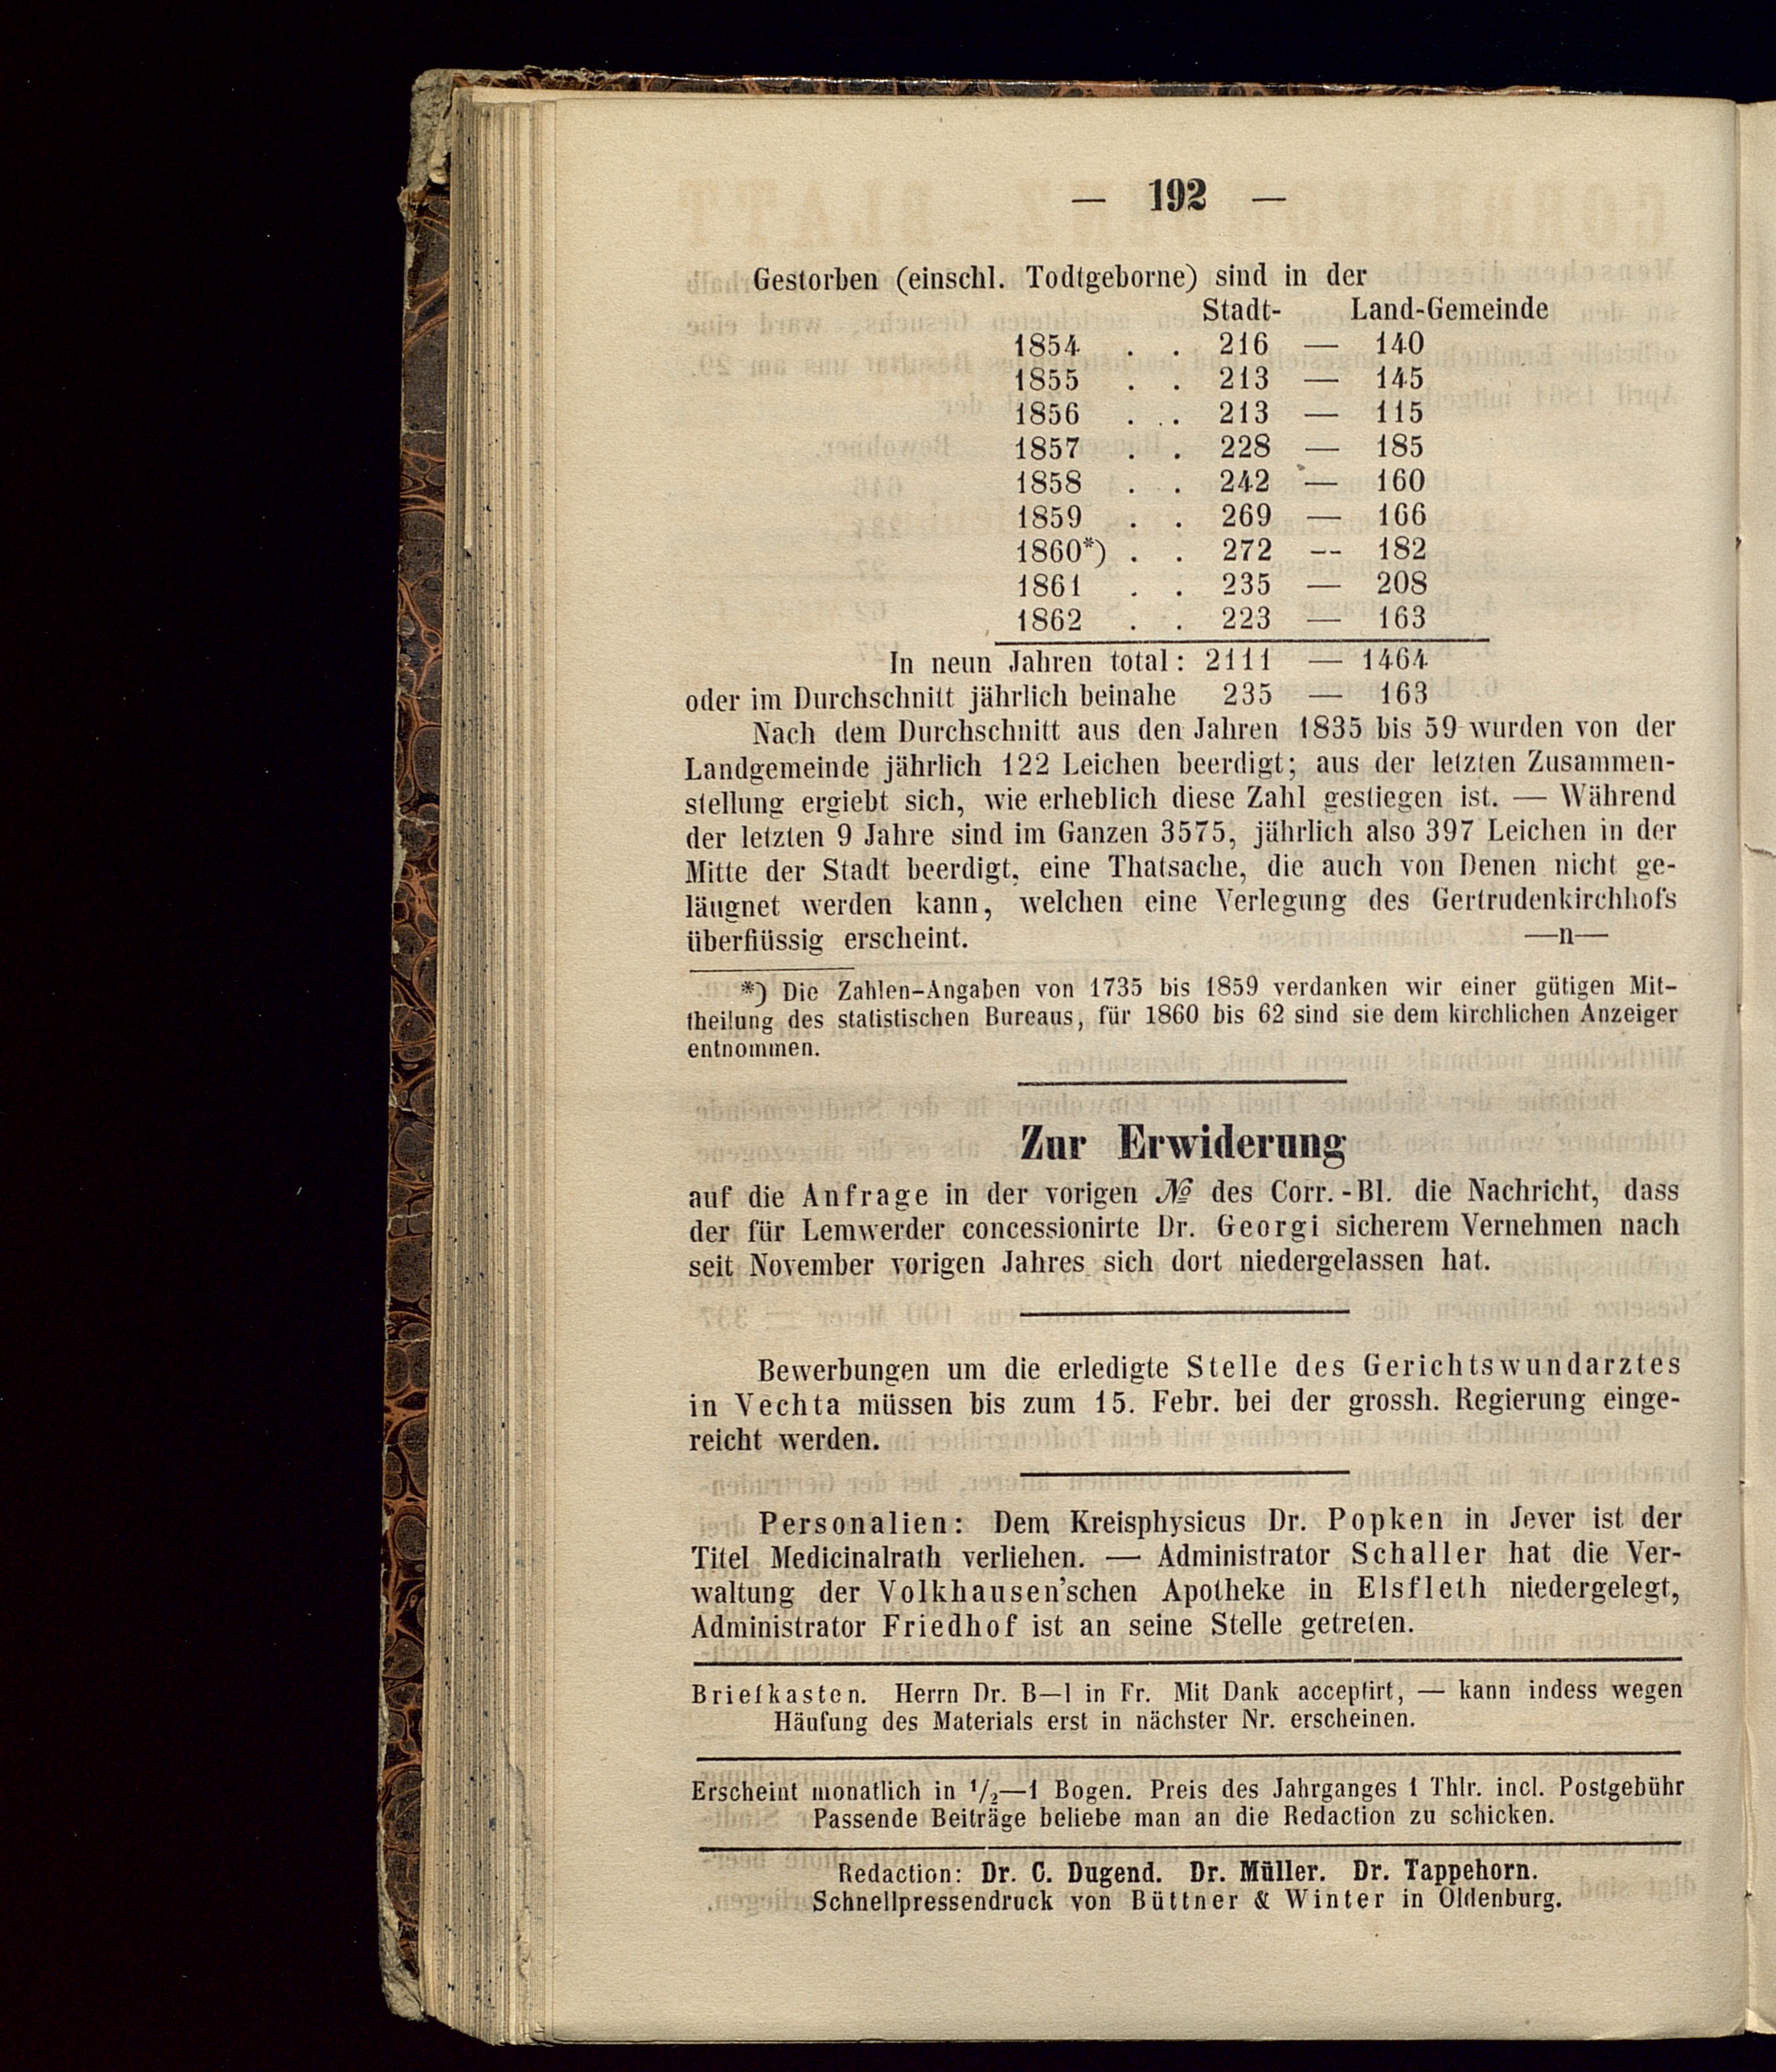 — 192 —
Gestorben (einschl. Todtgeborne) sind in der
Stadt- Land-Gemeinde
1854 . . 216 — 140
1855 . . 213 — 145
1856 . . 213 — 115
1857 . . 228 — 185
1858 . . 242 — 160
1859 . . 269 — 166
1860*) . . 272 -- 182
1861 . . 235 — 208
1862 . . 223 — 163
In neun Jahren total: 2111 — 1464
oder im Durchschnitt jährlich beinahe 235 — 163
Nach dem Durchschnitt aus den Jahren 1835 bis 59 wurden von der
Landgemeinde jährlich 122 Leichen beerdigt; aus der letzten Zusammen-
stellung ergiebt sich, wie erheblich diese Zahl gestiegen ist. — Während
der letzten 9 Jahre sind im Ganzen 3575, jährlich also 397 Leichen in der
Mitte der Stadt beerdigt, eine Thatsache, die auch von Denen nicht ge-
läugnet werden kann, welchen eine Verlegung des Gertrudenkirchhofs
überflüssig erscheint. —n—
*) Die Zahlen-Angaben von 1735 bis 1859 verdanken wir einer gütigen Mit-
theilung des statistischen Bureaus, für 1860 bis 62 sind sie dem kirchlichen Anzeiger
entnommen.
Zur Erwiderung
auf die Anfrage in der vorigen № des Corr.-Bl. die Nachricht, dass
der für Lemwerder concessionirte Dr. Georgi sicherem Vernehmen nach
seit November vorigen Jahres sich dort niedergelassen hat.
Bewerbungen um die erledigte Stelle des Gerichtswundarztes
in Vechta müssen bis zum 15. Febr. bei der grossh. Regierung einge-
reicht werden.
Personalien: Dem Kreisphysicus Dr. Popken in Jever ist der
Titel Medicinalrath verliehen. — Administrator Schaller hat die Ver-
waltung der Volkhausen'schen Apotheke in Elsfleth niedergelegt,
Administrator Friedhof ist an seine Stelle getreten.
Briefkasten. Herrn Dr. B—l in Fr. Mit Dank acceptirt, — kann indess wegen
Häufung des Materials erst in nächster Nr. erscheinen.
Erscheint monatlich in 1/2—1 Bogen. Preis des Jahrganges 1 Thlr. incl. Postgebühr
Passende Beiträge beliebe man an die Redaction zu schicken.
Redaction: Dr. C. Dugend. Dr. Müller. Dr. Tappehorn.
Schnellpressendruck von Büttner & Winter in Oldenburg.